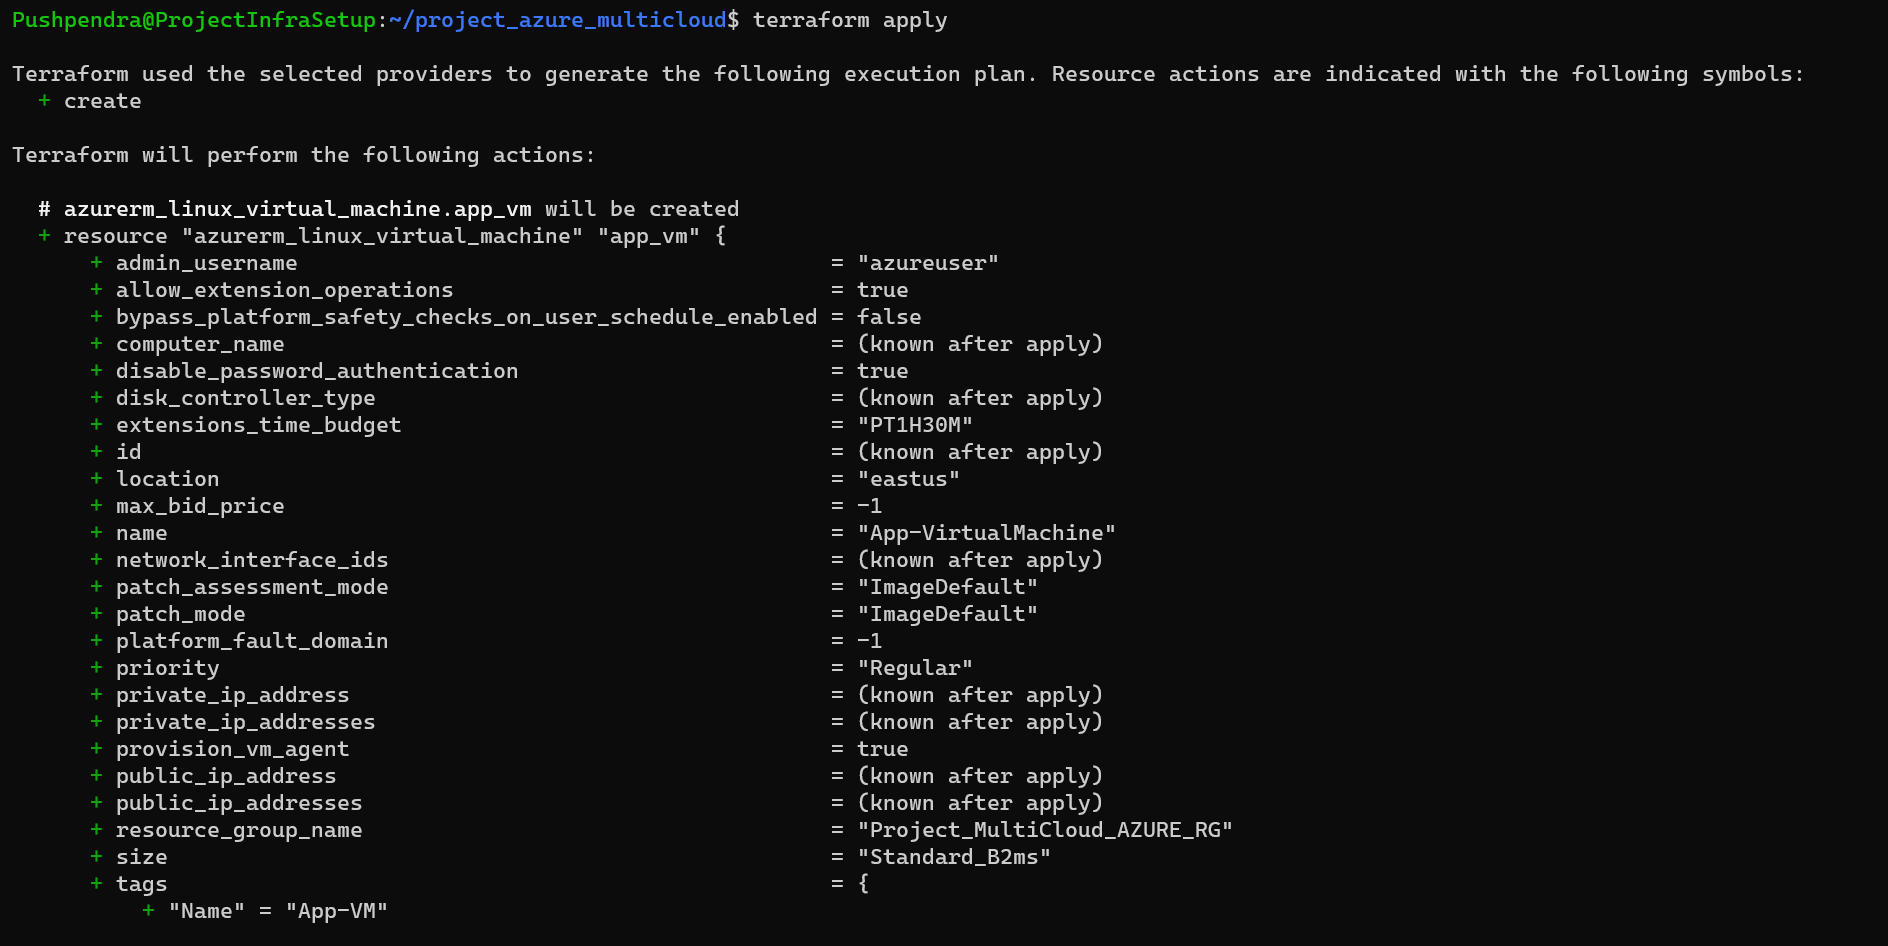 Pushpendra@ProjectInfraSetup:~/project_azure_multicloud$ terraform apply
Terraform used the selected providers to generate the following execution plan. Resource actions are indicated with the following symbols:
+ create
Terraform will perform the following actions:
# azurerm_linux_virtual_machine.app_vm will be created
+ resource "azurerm_linux_virtual_machine" "app_vm" {
+ admin_username = "azureuser"
+ allow_extension_operations = true
+ bypass_platform_safety_checks_on_user_schedule_enabled = false
+ computer_name = (known after apply)
+ disable_password_authentication = true
+ disk_controller_type = (known after apply)
+ extensions_time_budget = "PT1H30M"
+ id = (known after apply)
+ location = "eastus"
+ max_bid_price = -1
+ name = "App-VirtualMachine"
+ network_interface_ids = (known after apply)
+ patch_assessment_mode = "ImageDefault"
+ patch_mode = "ImageDefault"
+ platform_fault_domain = -1
+ priority = "Regular"
+ private_ip_address = (known after apply)
+ private_ip_addresses = (known after apply)
+ provision_vm_agent = true
+ public_ip_address = (known after apply)
+ public_ip_addresses = (known after apply)
+ resource_group_name = "Project_MultiCloud_AZURE_RG"
+ size = "Standard_B2ms"
+ tags = {
+ "Name" = "App-VM"